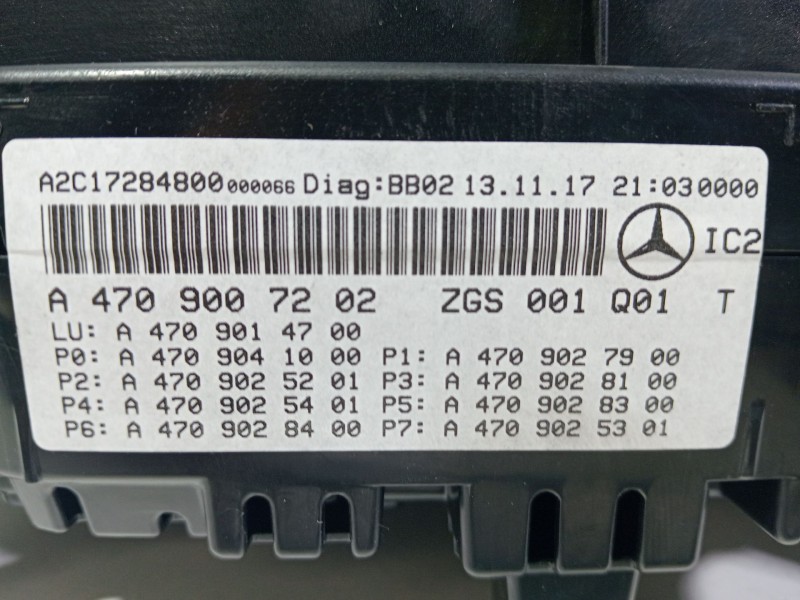 A2C17284800 000066 Diag:BB02 13.11.17 21:030000
IC2
A 470 900 72 02 ZGS 001 Q01 T
LU: A 470 901 47 00
P0: A 470 904 10 00 P1: A 470 902 79 00
P2: A 470 902 52 01 P3: A 470 902 81 00
P4: A 470 902 54 01 P5: A 470 902 83 00
P6: A 470 902 84 00 P7: A 470 902 53 01